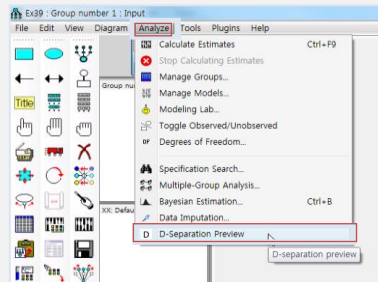 Ex39 : Group number 1 : Input
File Edit View Diagram Analyze Tools Plugins Help
Calculate Estimates Ctrl+F9
Stop Calculating Estimates
Manage Groups...
Manage Models...
Modeling Lab...
Toggle Observed/Unobserved
DF Degrees of Freedom...
Specification Search...
Multiple-Group Analysis...
Bayesian Estimation... Ctrl+B
Data Imputation...
D D-Separation Preview
D-separation preview
Title
Group nu
XX: Defau